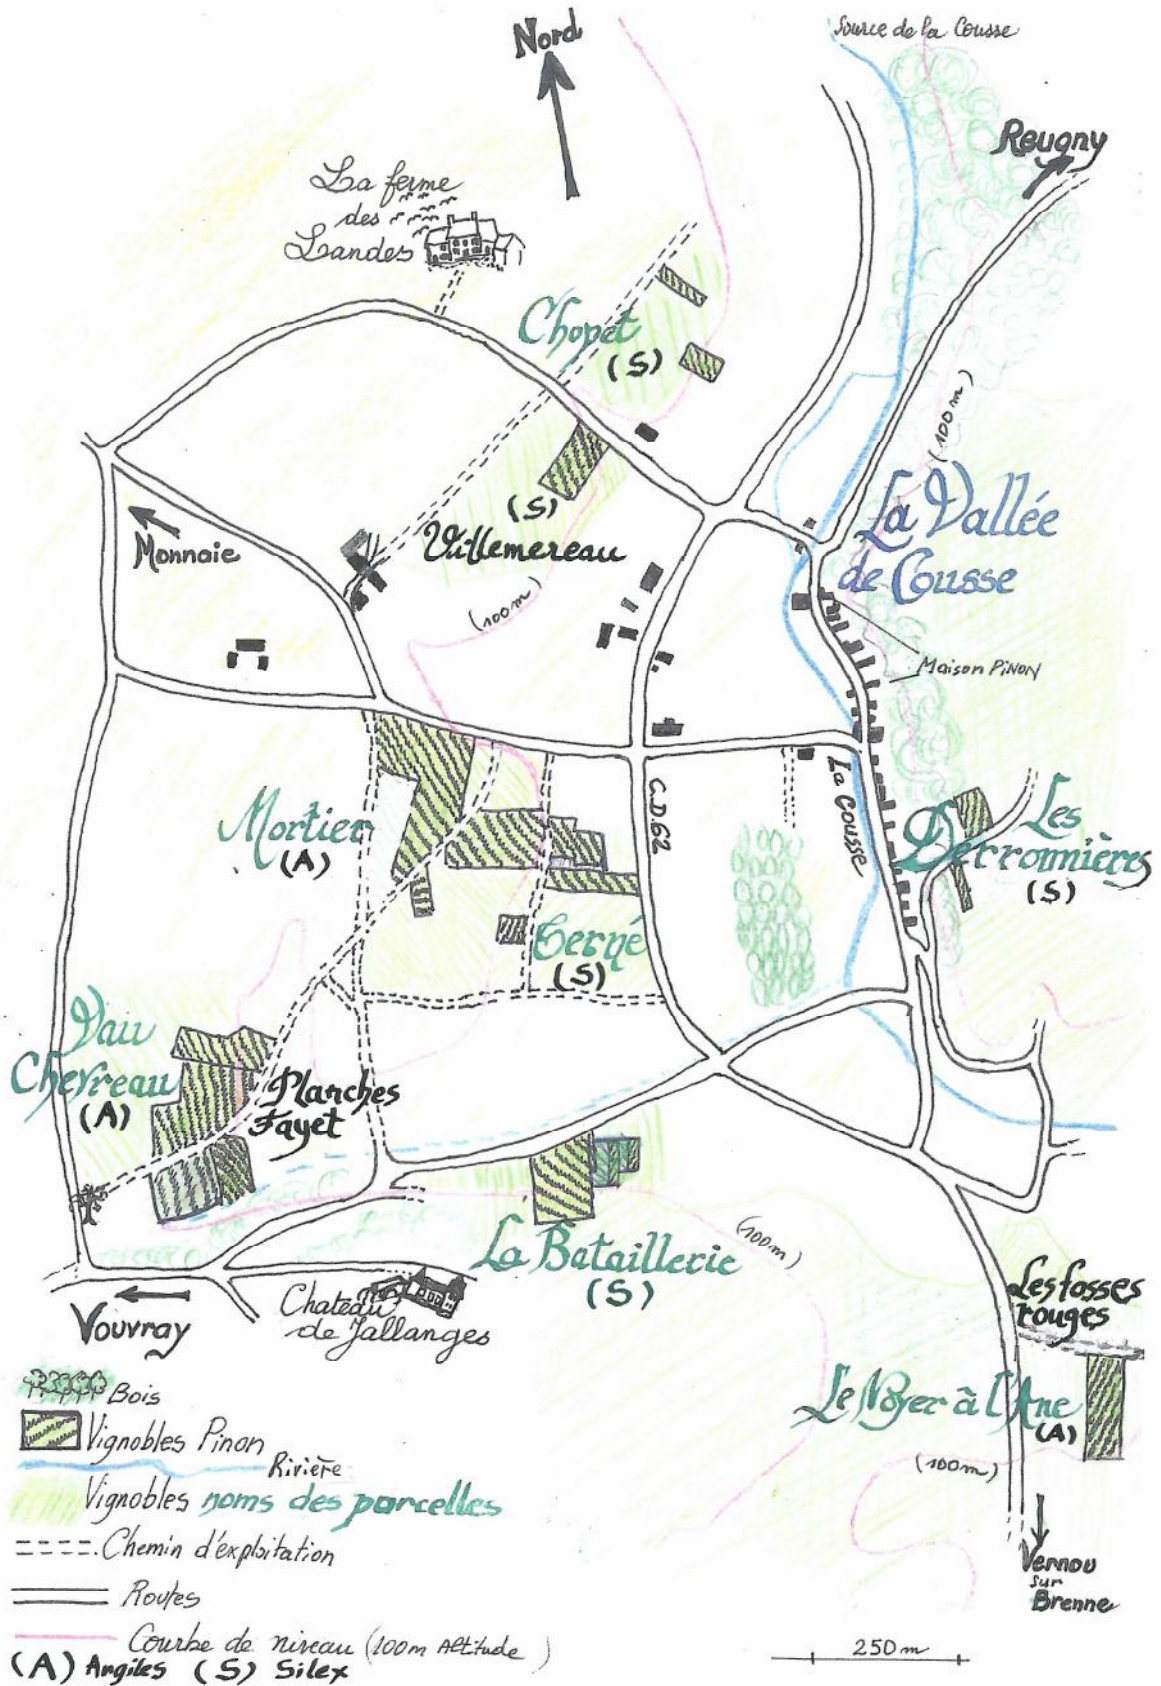 Source de la Cousse
Nord
Reugny
La ferme
des
Landes
Chopet
(S)
(100m)
La Vallée
de Cousse
(S)
Monnaie
Villemereau
(100m)
Maison PINON
Mortier
(A)
C.D.62
La Cousse
Les
Derronnières
(S)
Gerné
(S)
Vau
Chevreau
(A)
Planches
Fayet
La Bataillerie
(S)
(100m)
Les fosses
rouges
Vouvray
Chateau
de Jallanges
Le Noyer à l'Ane
(A)
(100m)
Bois
Vignobles Pinon
Rivière
Vignobles noms des parcelles
Chemin d'exploitation
Routes
Courbe de niveau (100m Altitude)
(A) Argiles (S) Silex
Vernou
sur
Brenne
250m